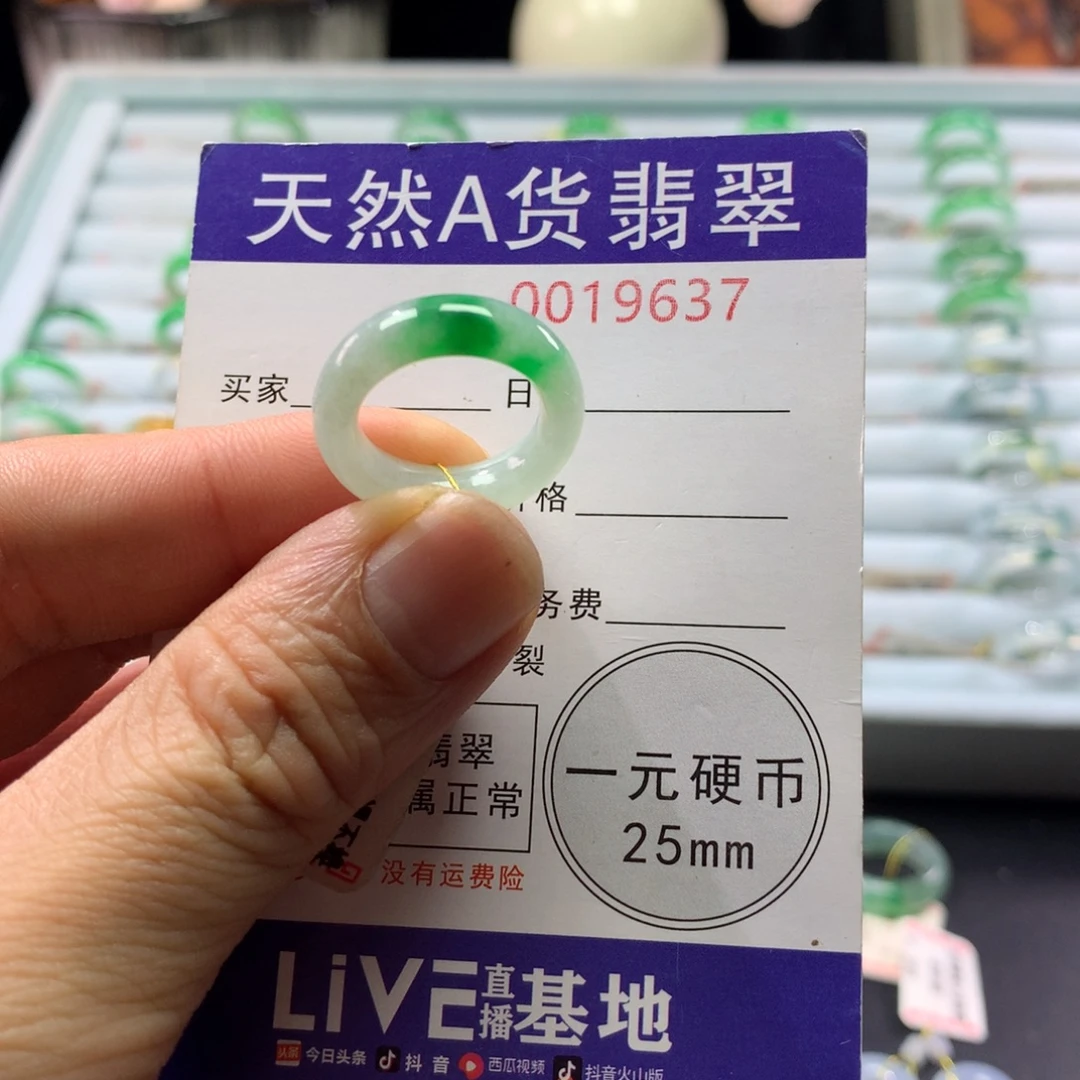 天然A货翡翠
0019637
买家 日
格
务费
裂
翡翠
属正常
一元硬币
25mm
没有运费险
LiVE直播基地
头条 今日头条 抖音 西瓜视频 抖音火山版